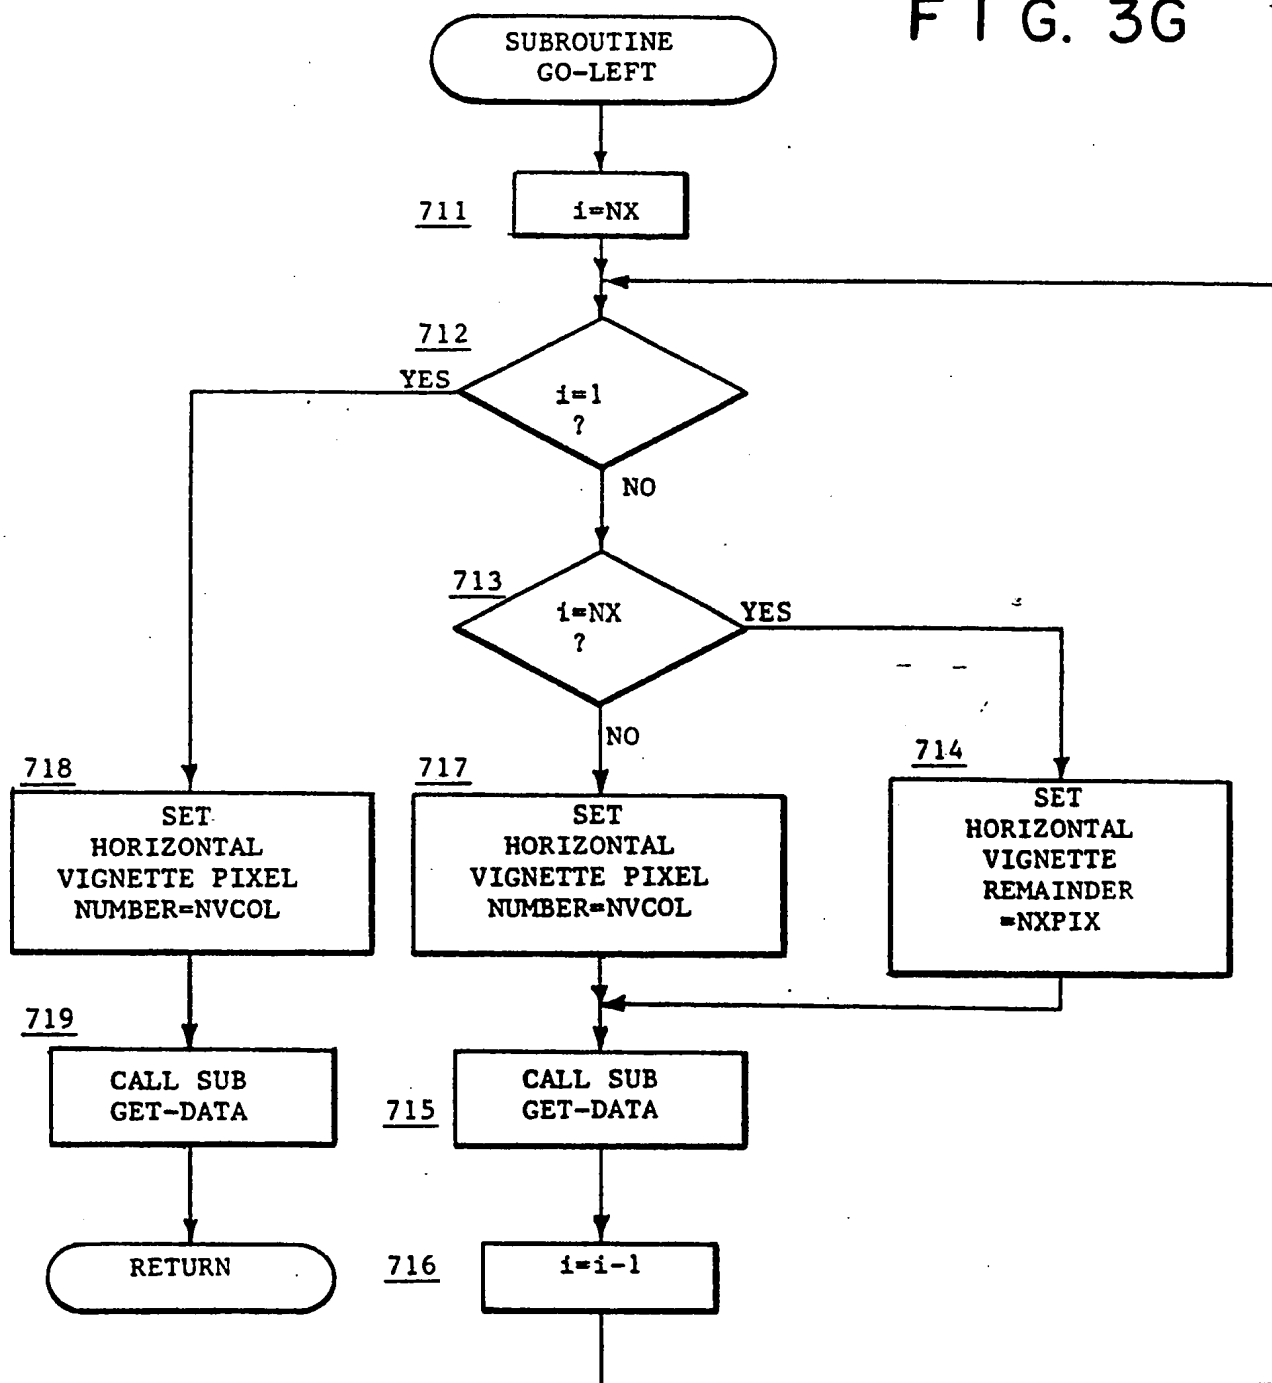 FIG. 3G
SUBROUTINE
GO-LEFT
711
i=NX
712
YES
i=1
?
NO
713
i=NX
?
YES
NO
718
SET
HORIZONTAL
VIGNETTE PIXEL
NUMBER=NVCOL
717
SET
HORIZONTAL
VIGNETTE PIXEL
NUMBER=NVCOL
714
SET
HORIZONTAL
VIGNETTE
REMAINDER
=NXPIX
719
CALL SUB
GET-DATA
715
CALL SUB
GET-DATA
RETURN
716
i=i-1